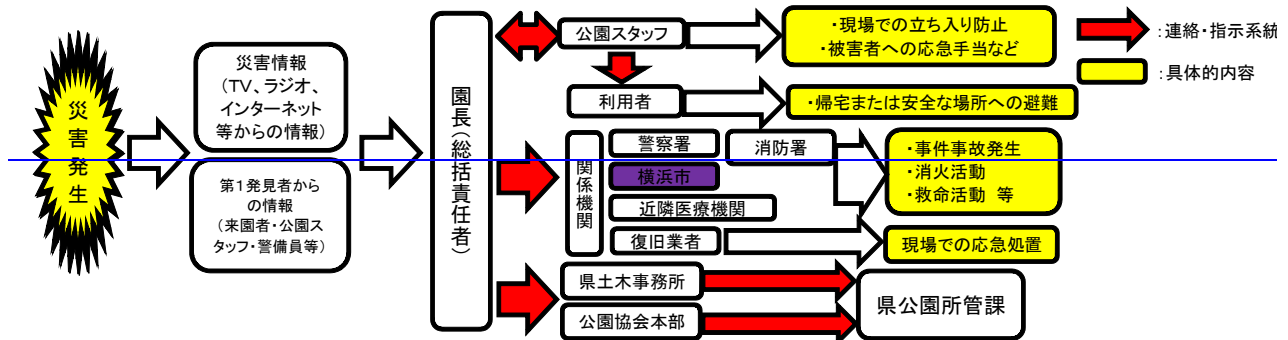 災害発生
災害情報
（TV、ラジオ、
インターネット
等からの情報）
第１発見者から
の情報
（来園者・公園ス
タッフ・警備員等）
園長（総括責任者）
公園スタッフ
・現場での立ち入り防止
・被害者への応急手当など
利用者
・帰宅または安全な場所への避難
関係機関
警察署
消防署
横浜市
近隣医療機関
復旧業者
・事件事故発生
・消火活動
・救命活動 等
現場での応急処置
県土木事務所
公園協会本部
県公園所管課
：連絡・指示系統
：具体的内容